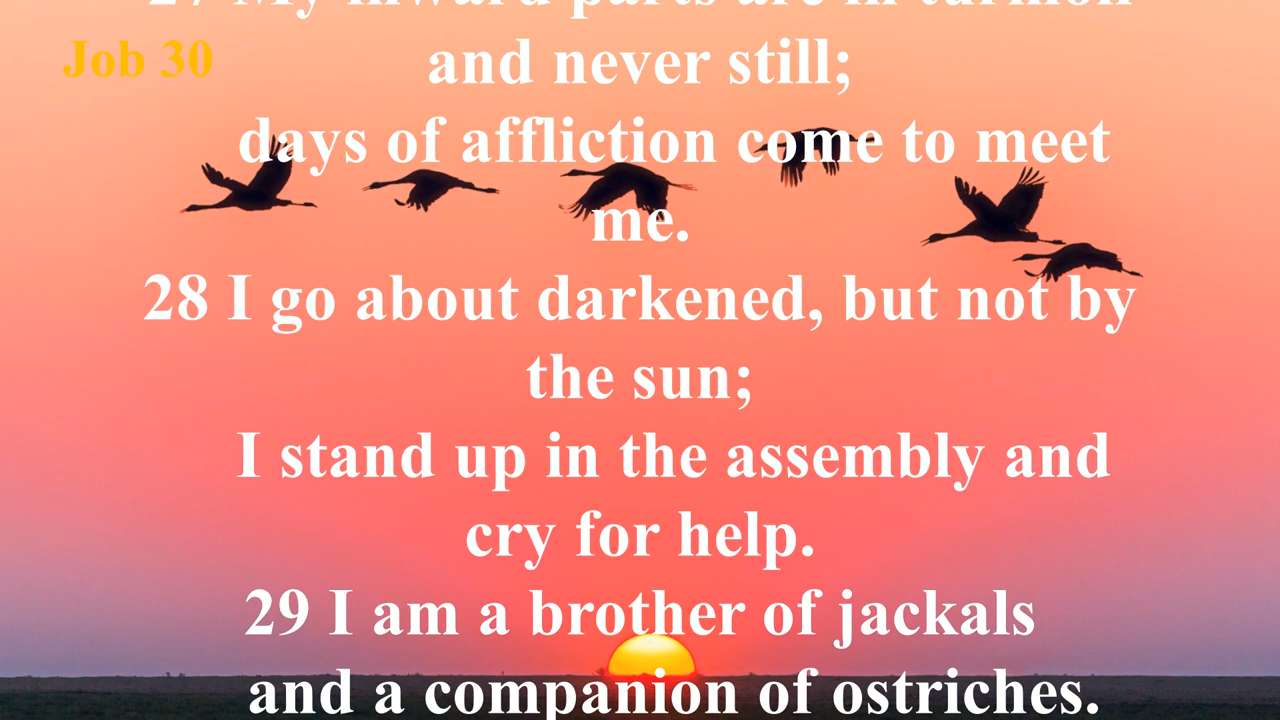 27 My inward parts are in turmoil
Job 30
and never still;
days of affliction come to meet
me.
28 I go about darkened, but not by
the sun;
I stand up in the assembly and
cry for help.
29 I am a brother of jackals
and a companion of ostriches.